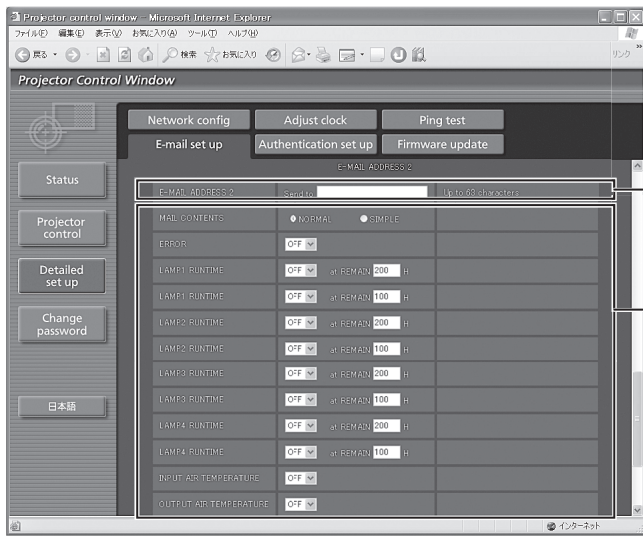 Projector control window - Microsoft Internet Explorer
ファイル(F) 編集(E) 表示(V) お気に入り(A) ツール(T) ヘルプ(H)
戻る 検索 お気に入り リンク »
Projector Control Window
Network config Adjust clock Ping test
E-mail set up Authentication set up Firmware update
Status
Projector control
Detailed set up
Change password
日本語
E-MAIL ADDRESS 2
E-MAIL ADDRESS 2 Send to Up to 63 characters
MAIL CONTENTS NORMAL SIMPLE
ERROR OFF
LAMP1 RUNTIME OFF at REMAIN 200 H
LAMP1 RUNTIME OFF at REMAIN 100 H
LAMP2 RUNTIME OFF at REMAIN 200 H
LAMP2 RUNTIME OFF at REMAIN 100 H
LAMP3 RUNTIME OFF at REMAIN 200 H
LAMP3 RUNTIME OFF at REMAIN 100 H
LAMP4 RUNTIME OFF at REMAIN 200 H
LAMP4 RUNTIME OFF at REMAIN 100 H
INPUT AIR TEMPERATURE OFF
OUTPUT AIR TEMPERATURE OFF
インターネット